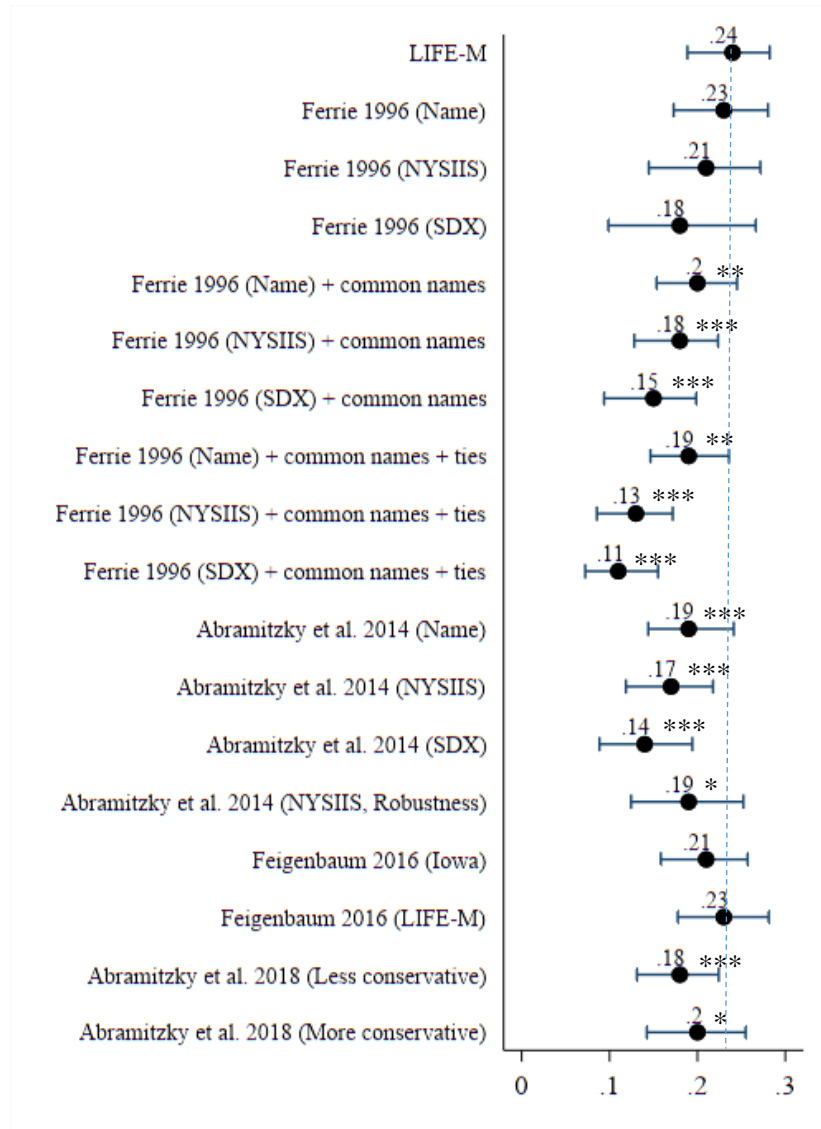 LIFE-M .24
Ferrie 1996 (Name) .23
Ferrie 1996 (NYSIIS) .21
Ferrie 1996 (SDX) .18
Ferrie 1996 (Name) + common names .2 **
Ferrie 1996 (NYSIIS) + common names .18 ***
Ferrie 1996 (SDX) + common names .15 ***
Ferrie 1996 (Name) + common names + ties .19 **
Ferrie 1996 (NYSIIS) + common names + ties .13 ***
Ferrie 1996 (SDX) + common names + ties .11 ***
Abramitzky et al. 2014 (Name) .19 ***
Abramitzky et al. 2014 (NYSIIS) .17 ***
Abramitzky et al. 2014 (SDX) .14 ***
Abramitzky et al. 2014 (NYSIIS, Robustness) .19 *
Feigenbaum 2016 (Iowa) .21
Feigenbaum 2016 (LIFE-M) .23
Abramitzky et al. 2018 (Less conservative) .18 ***
Abramitzky et al. 2018 (More conservative) .2 *
0 .1 .2 .3